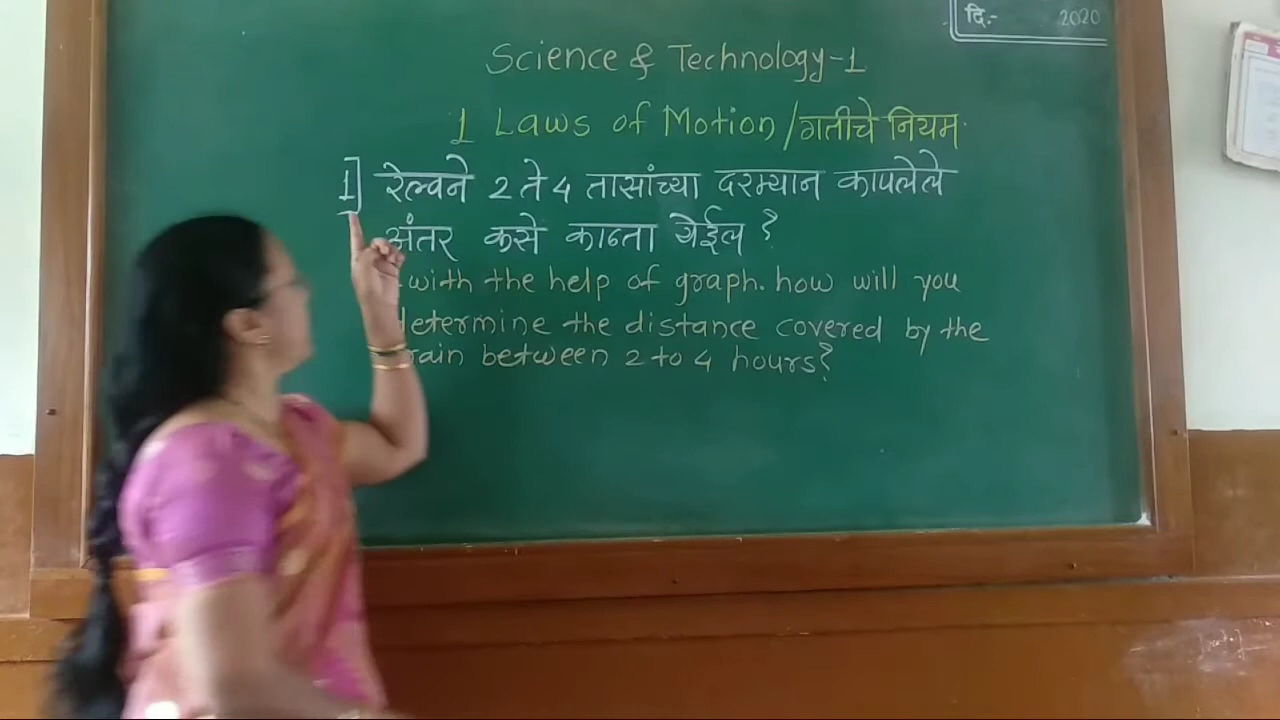 दि.- 2020
Science & Technology-1
1 Laws of Motion/गतीचे नियम.
1] रेल्वेने 2 ते 4 तासांच्या दरम्यान कापलेले
अंतर कसे काढता येईल ?
with the help of graph. how will you
determine the distance covered by the
rain between 2 to 4 hours?